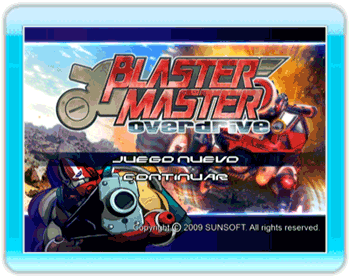 BLASTER
MASTER
overdrive
JUEGO NUEVO
CONTINUAR
Copyright © 2009 SUNSOFT. All rights reserved.